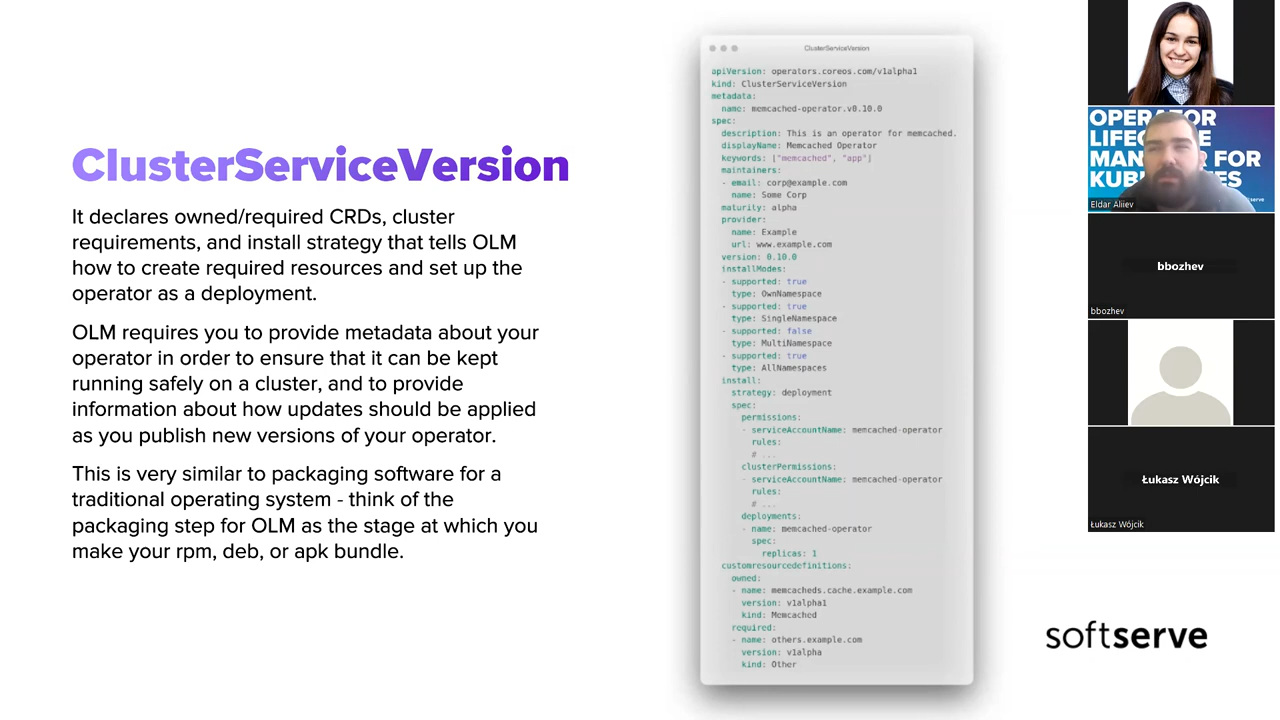 ClusterServiceVersion
It declares owned/required CRDs, cluster
requirements, and install strategy that tells OLM
how to create required resources and set up the
operator as a deployment.
OLM requires you to provide metadata about your
operator in order to ensure that it can be kept
running safely on a cluster, and to provide
information about how updates should be applied
as you publish new versions of your operator.
This is very similar to packaging software for a
traditional operating system - think of the
packaging step for OLM as the stage at which you
make your rpm, deb, or apk bundle.
ClusterServiceVersion
apiVersion: operators.coreos.com/v1alpha1
kind: ClusterServiceVersion
metadata:
  name: memcached-operator.v0.10.0
spec:
  description: This is an operator for memcached.
  displayName: Memcached Operator
  keywords: ["memcached", "app"]
  maintainers:
  - email: corp@example.com
    name: Some Corp
  maturity: alpha
  provider:
    name: Example
    url: www.example.com
  version: 0.10.0
  installModes:
  - supported: true
    type: OwnNamespace
  - supported: true
    type: SingleNamespace
  - supported: false
    type: MultiNamespace
  - supported: true
    type: AllNamespaces
  install:
    strategy: deployment
    spec:
      permissions:
      - serviceAccountName: memcached-operator
        rules:
        # ...
      clusterPermissions:
      - serviceAccountName: memcached-operator
        rules:
        # ...
      deployments:
      - name: memcached-operator
        spec:
          replicas: 1
  customresourcedefinitions:
    owned:
    - name: memcacheds.cache.example.com
      version: v1alpha1
      kind: Memcached
    required:
    - name: others.example.com
      version: v1alpha
      kind: Other
FOR
Eldar Aliiev
bbozhev
bbozhev
Łukasz Wójcik
Łukasz Wójcik
softserve